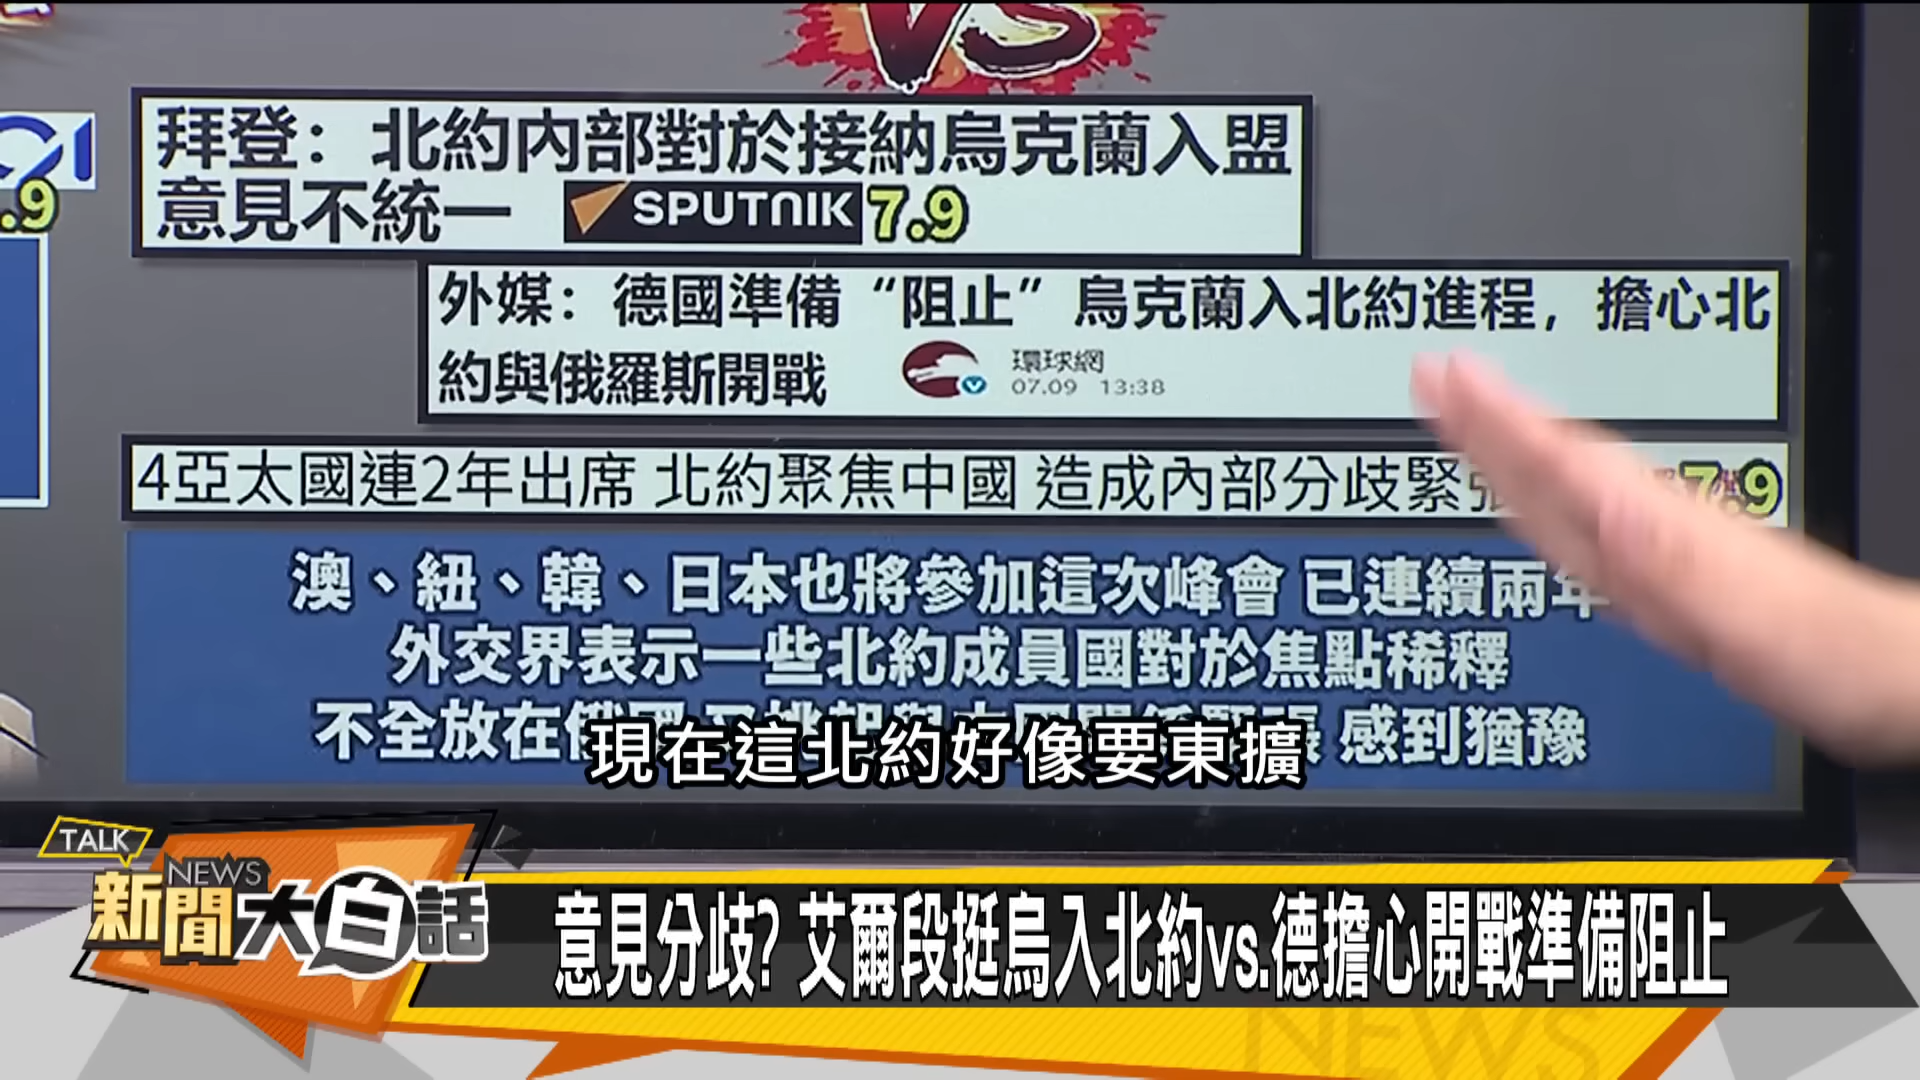 VS
拜登：北約內部對於接納烏克蘭入盟
意見不統一 SPUTNIK 7.9
.9
外媒：德國準備“阻止”烏克蘭入北約進程，擔心北
約與俄羅斯開戰 環球網
07.09 13:38
4亞太國連2年出席 北約聚焦中國 造成內部分歧緊張 7.9
澳、紐、韓、日本也將參加這次峰會 已連續兩年
外交界表示一些北約成員國對於焦點稀釋
不全放在俄國 張 感到猶豫
現在這北約好像要東擴
TALK
NEWS
新聞大白話
意見分歧? 艾爾段挺烏入北約vs.德擔心開戰準備阻止
NEWS